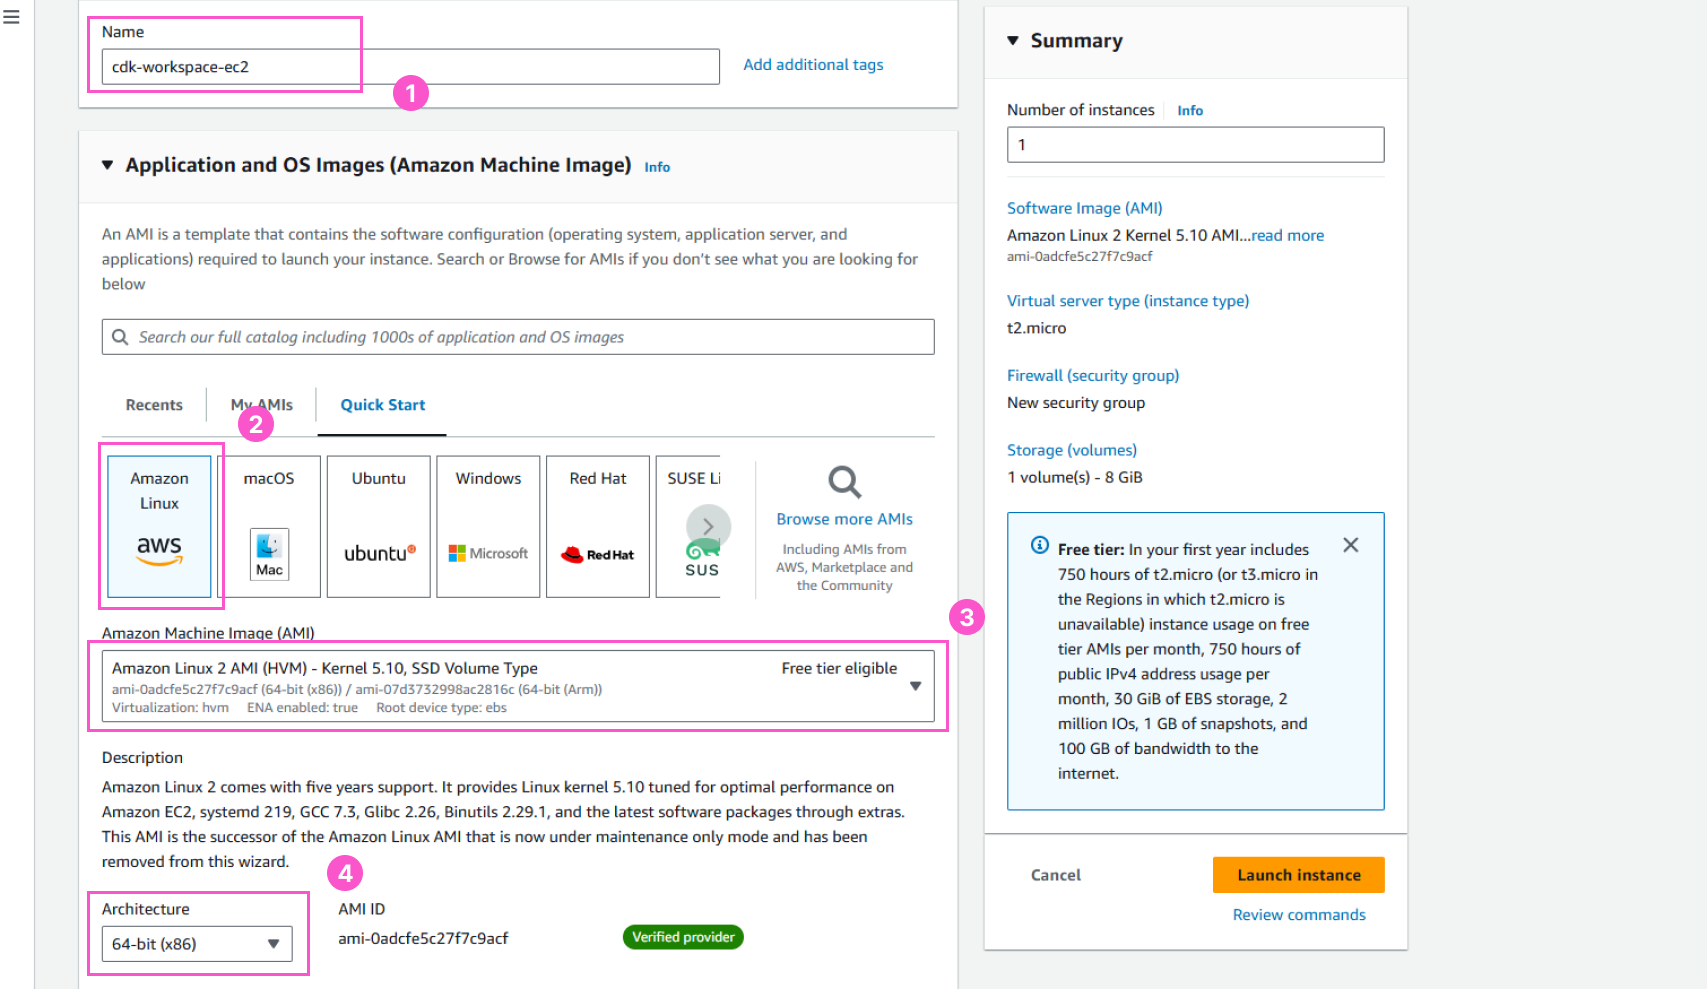 Name
cdk-workspace-ec2
Add additional tags
1
Application and OS Images (Amazon Machine Image) Info
An AMI is a template that contains the software configuration (operating system, application server, and
applications) required to launch your instance. Search or Browse for AMIs if you don't see what you are looking for
below
Search our full catalog including 1000s of application and OS images
Recents
My AMIs
Quick Start
2
Amazon
Linux
aws
macOS
Mac
Ubuntu
ubuntu
Windows
Microsoft
Red Hat
Red Hat
SUSE Li
SUS
Browse more AMIs
Including AMIs from
AWS, Marketplace and
the Community
3
Amazon Machine Image (AMI)
Amazon Linux 2 AMI (HVM) - Kernel 5.10, SSD Volume Type
Free tier eligible
ami-0adcfe5c27f7c9acf (64-bit (x86)) / ami-07d3732998ac2816c (64-bit (Arm))
Virtualization: hvm ENA enabled: true Root device type: ebs
Description
Amazon Linux 2 comes with five years support. It provides Linux kernel 5.10 tuned for optimal performance on
Amazon EC2, systemd 219, GCC 7.3, Glibc 2.26, Binutils 2.29.1, and the latest software packages through extras.
This AMI is the successor of the Amazon Linux AMI that is now under maintenance only mode and has been
removed from this wizard.
4
Architecture
64-bit (x86)
AMI ID
ami-0adcfe5c27f7c9acf
Verified provider
Summary
Number of instances Info
1
Software Image (AMI)
Amazon Linux 2 Kernel 5.10 AMI...read more
ami-0adcfe5c27f7c9acf
Virtual server type (instance type)
t2.micro
Firewall (security group)
New security group
Storage (volumes)
1 volume(s) - 8 GiB
Free tier: In your first year includes
750 hours of t2.micro (or t3.micro in
the Regions in which t2.micro is
unavailable) instance usage on free
tier AMIs per month, 750 hours of
public IPv4 address usage per
month, 30 GiB of EBS storage, 2
million IOs, 1 GB of snapshots, and
100 GB of bandwidth to the
internet.
Cancel
Launch instance
Review commands